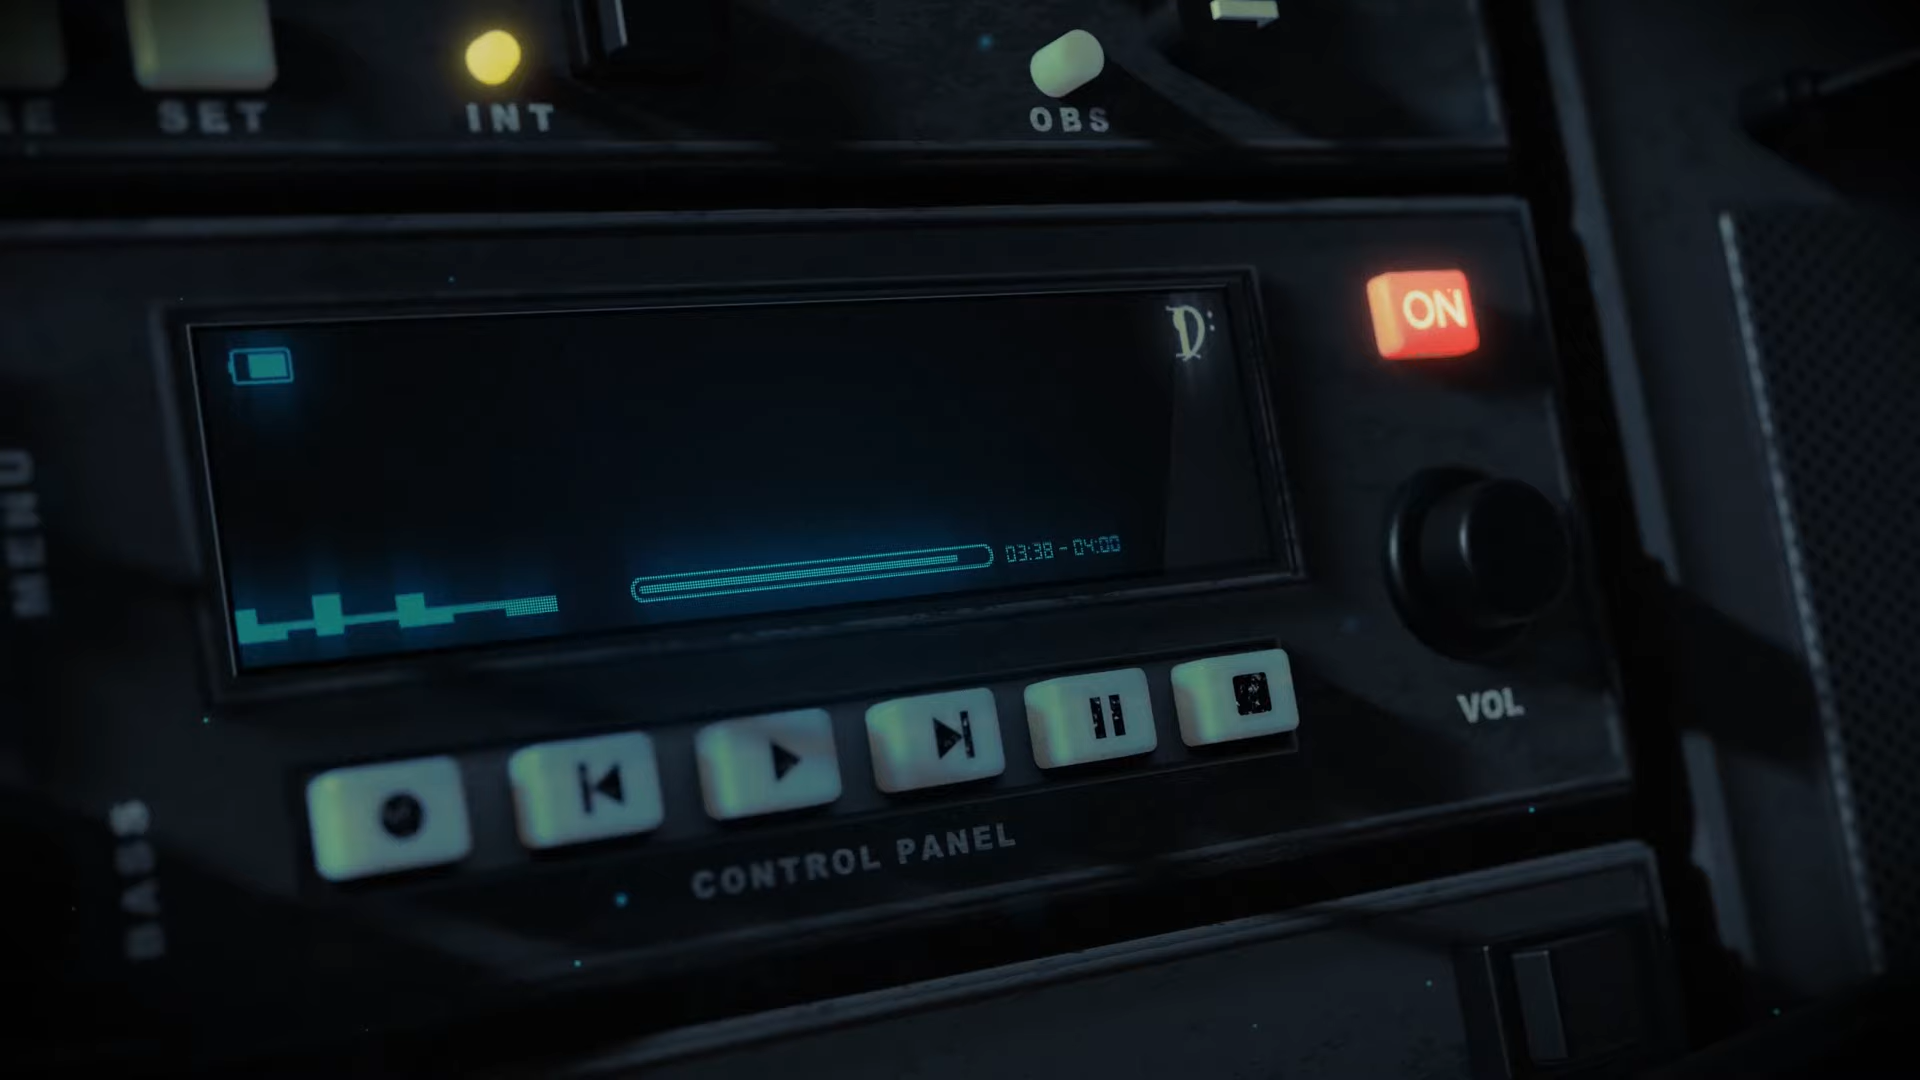 SET
INT
OBS
D:
ON
MENU
03:38 - 04:00
VOL
BASS
CONTROL PANEL